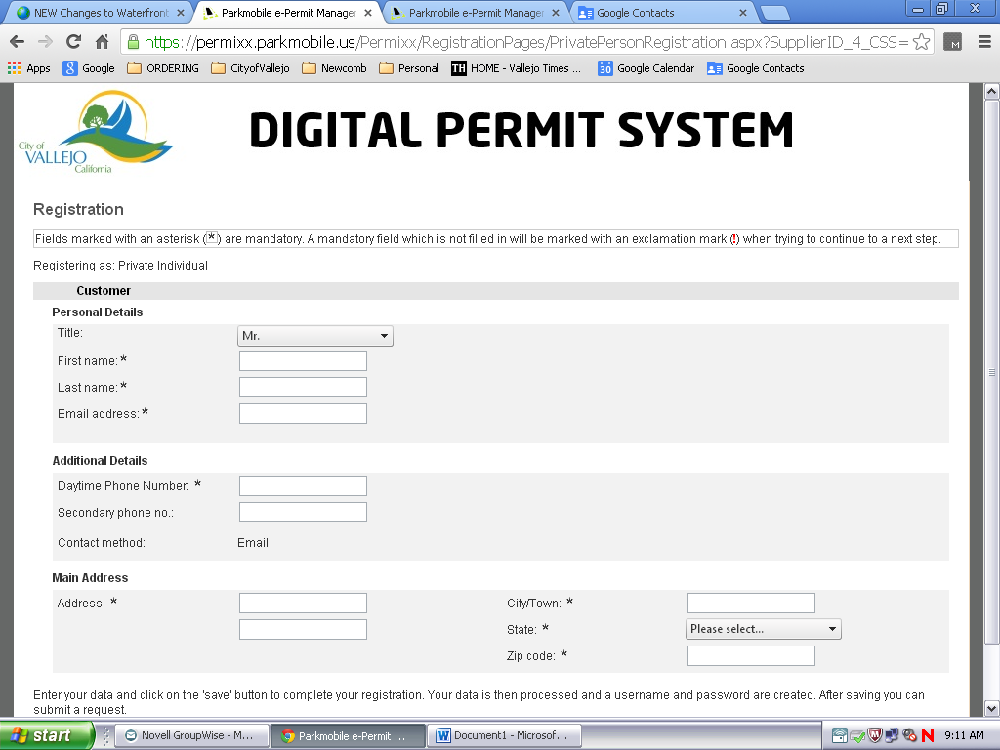 NEW Changes to Waterfront
Parkmobile e-Permit Manager
Parkmobile e-Permit Manager
Google Contacts
https://permixx.parkmobile.us/Permixx/RegistrationPages/PrivatePersonRegistration.aspx?SupplierID_4_CSS=
M
Apps Google ORDERING CityofVallejo Newcomb Personal TH HOME - Vallejo Times ... 30 Google Calendar Google Contacts
City of
VALLEJO
California
DIGITAL PERMIT SYSTEM
Registration
Fields marked with an asterisk (*) are mandatory. A mandatory field which is not filled in will be marked with an exclamation mark (!) when trying to continue to a next step.
Registering as: Private Individual
Customer
Personal Details
Title: Mr.
First name: *
Last name: *
Email address: *
Additional Details
Daytime Phone Number: *
Secondary phone no.:
Contact method: Email
Main Address
Address: * City/Town: *
State: * Please select...
Zip code: *
Enter your data and click on the 'save' button to complete your registration. Your data is then processed and a username and password are created. After saving you can
submit a request.
start Novell GroupWise - M... Parkmobile e-Permit ... Document1 - Microsof... N 9:11 AM